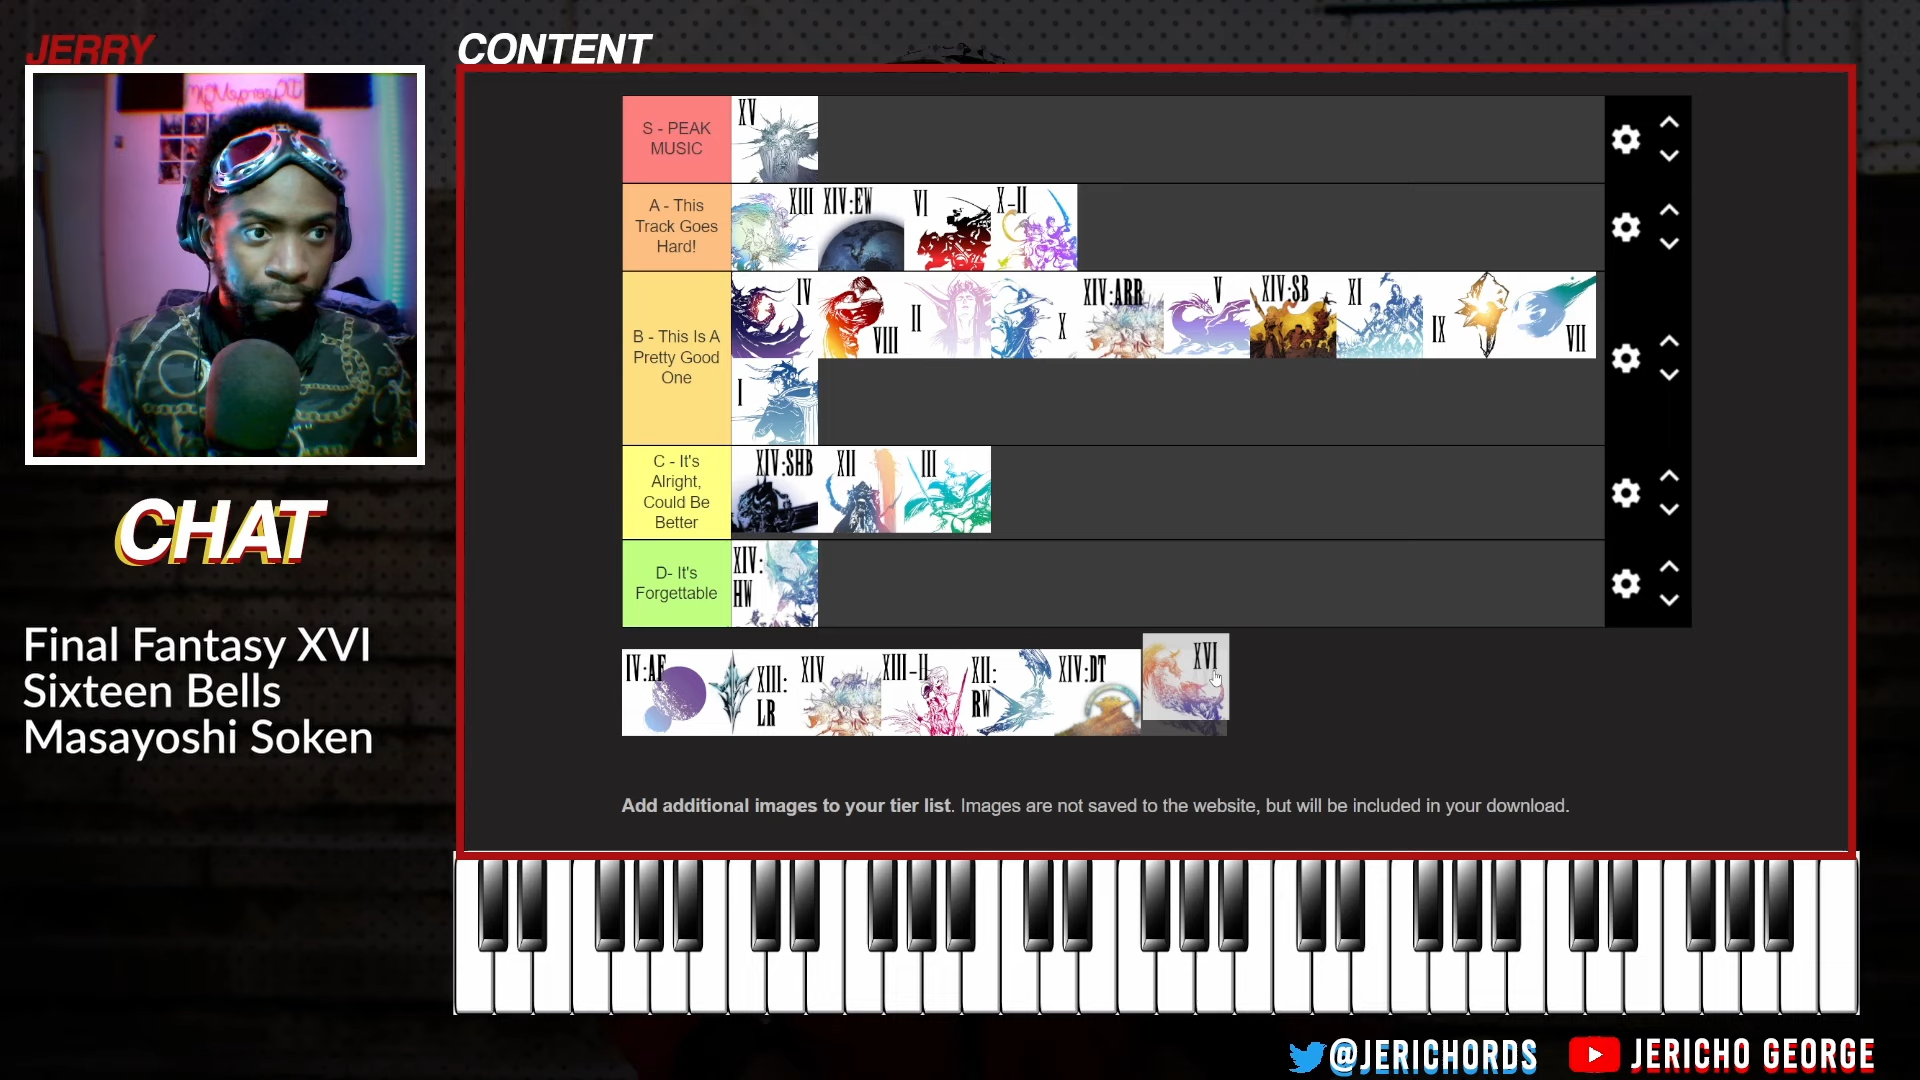 JERRY
CONTENT
S - PEAK
MUSIC
XV
A - This
Track Goes
Hard!
XIII
XIV:EW
VI
X-II
B - This Is A
Pretty Good
One
IV
VIII
II
X
XIV:ARR
V
XIV:SB
XI
IX
VII
I
C - It's
Alright,
Could Be
Better
XIV:SHB
XII
III
D- It's
Forgettable
XIV:
HW
IV:AF
XIII:
LR
XIV
XIII-II
XII:
RW
XIV:DT
XVI
Add additional images to your tier list. Images are not saved to the website, but will be included in your download.
CHAT
Final Fantasy XVI
Sixteen Bells
Masayoshi Soken
@JERICHORDS
JERICHO GEORGE